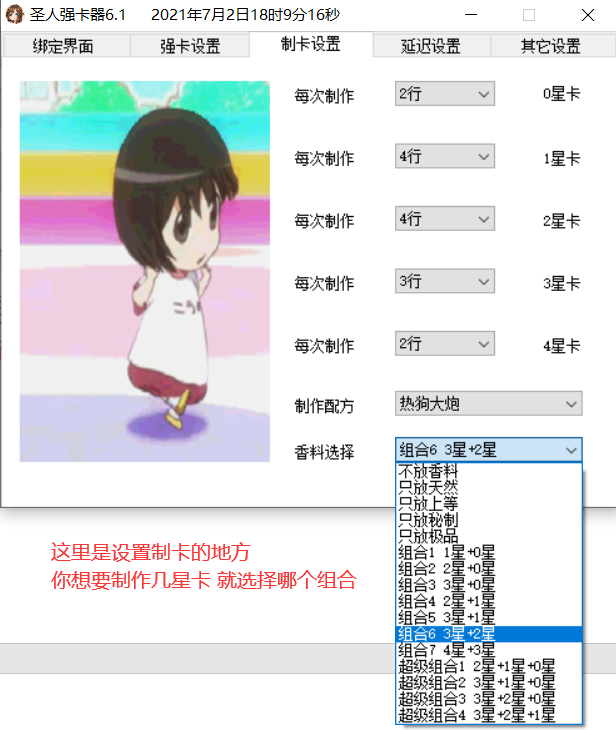 圣人强卡器6.1 2021年7月2日18时9分16秒
绑定界面 强卡设置 制卡设置 延迟设置 其它设置
每次制作 2行 0星卡
每次制作 4行 1星卡
每次制作 4行 2星卡
每次制作 3行 3星卡
每次制作 2行 4星卡
制作配方 热狗大炮
香料选择 组合6 3星+2星
不放香料
只放天然
只放上等
只放秘制
只放极品
组合1 1星+0星
组合2 2星+0星
组合3 3星+0星
组合4 2星+1星
组合5 3星+1星
组合6 3星+2星
组合7 4星+3星
超级组合1 2星+1星+0星
超级组合2 3星+1星+0星
超级组合3 3星+2星+0星
超级组合4 3星+2星+1星
这里是设置制卡的地方
你想要制作几星卡 就选择哪个组合